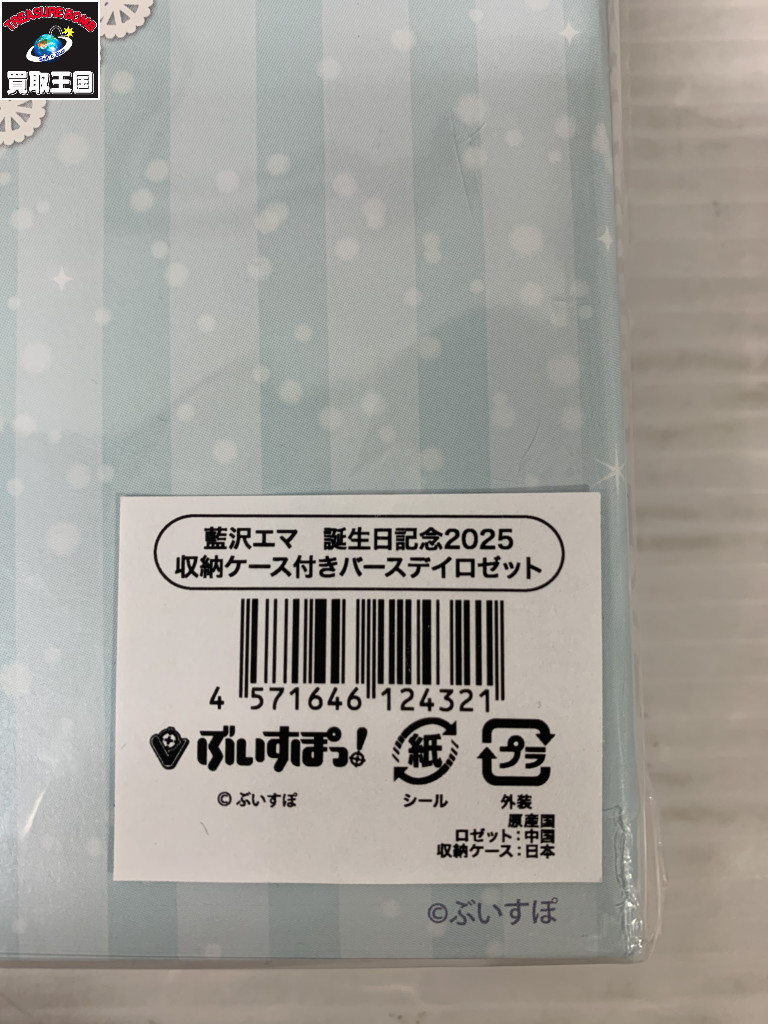 TREASURE BOMB
買取王国
藍沢エマ　誕生日記念2025
収納ケース付きバースデイロゼット
4 571646 124321
ぶいすぽっ!
© ぶいすぽ
紙
シール
プラ
外装
原産国
ロゼット：中国
収納ケース：日本
©ぶいすぽ